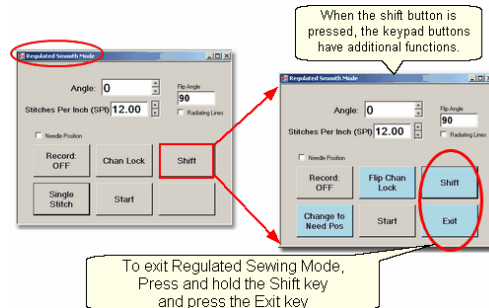 When the shift button is
pressed, the keypad buttons
have additional functions.
Regulated Smooth Mode
Angle: 0
Flip Angle
90
Stitches Per Inch (SPI) 12.00
Radiating Lines
Needle Position
Record:
OFF
Chan Lock
Shift
Single
Stitch
Start
Regulated Smooth Mode
Angle: 0
Flip Angle
90
Stitches Per Inch (SPI) 12.00
Radiating Lines
Needle Position
Record:
OFF
Flip Chan
Lock
Shift
Change to
Need Pos
Start
Exit
To exit Regulated Sewing Mode,
Press and hold the Shift key
and press the Exit key